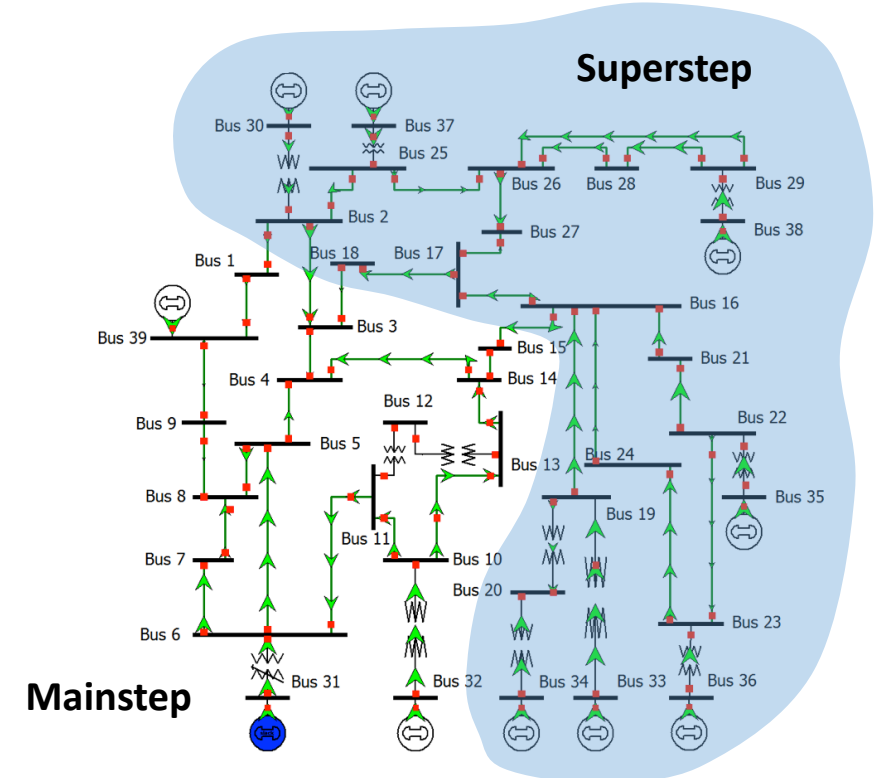 Superstep
Bus 30
Bus 37
Bus 25
Bus 26
Bus 28
Bus 29
Bus 2
Bus 38
Bus 27
Bus 18
Bus 17
Bus 1
Bus 16
Bus 39
Bus 3
Bus 15
Bus 21
Bus 4
Bus 14
Bus 12
Bus 22
Bus 9
Bus 5
Bus 13
Bus 24
Bus 8
Bus 35
Bus 19
Bus 11
Bus 7
Bus 10
Bus 20
Bus 23
Bus 6
Bus 31
Bus 32
Bus 34
Bus 33
Bus 36
Mainstep